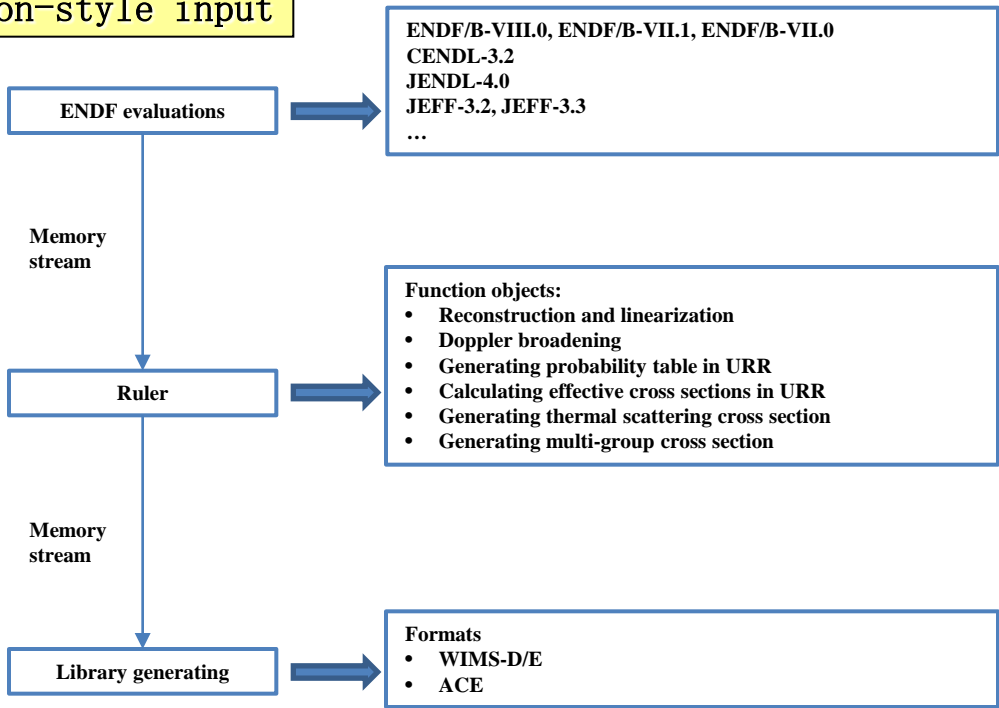 on-style input
ENDF/B-VIII.0, ENDF/B-VII.1, ENDF/B-VII.0
CENDL-3.2
JENDL-4.0
JEFF-3.2, JEFF-3.3
…
ENDF evaluations
Memory
stream
Function objects:
• Reconstruction and linearization
• Doppler broadening
• Generating probability table in URR
• Calculating effective cross sections in URR
• Generating thermal scattering cross section
• Generating multi-group cross section
Ruler
Memory
stream
Formats
• WIMS-D/E
• ACE
Library generating